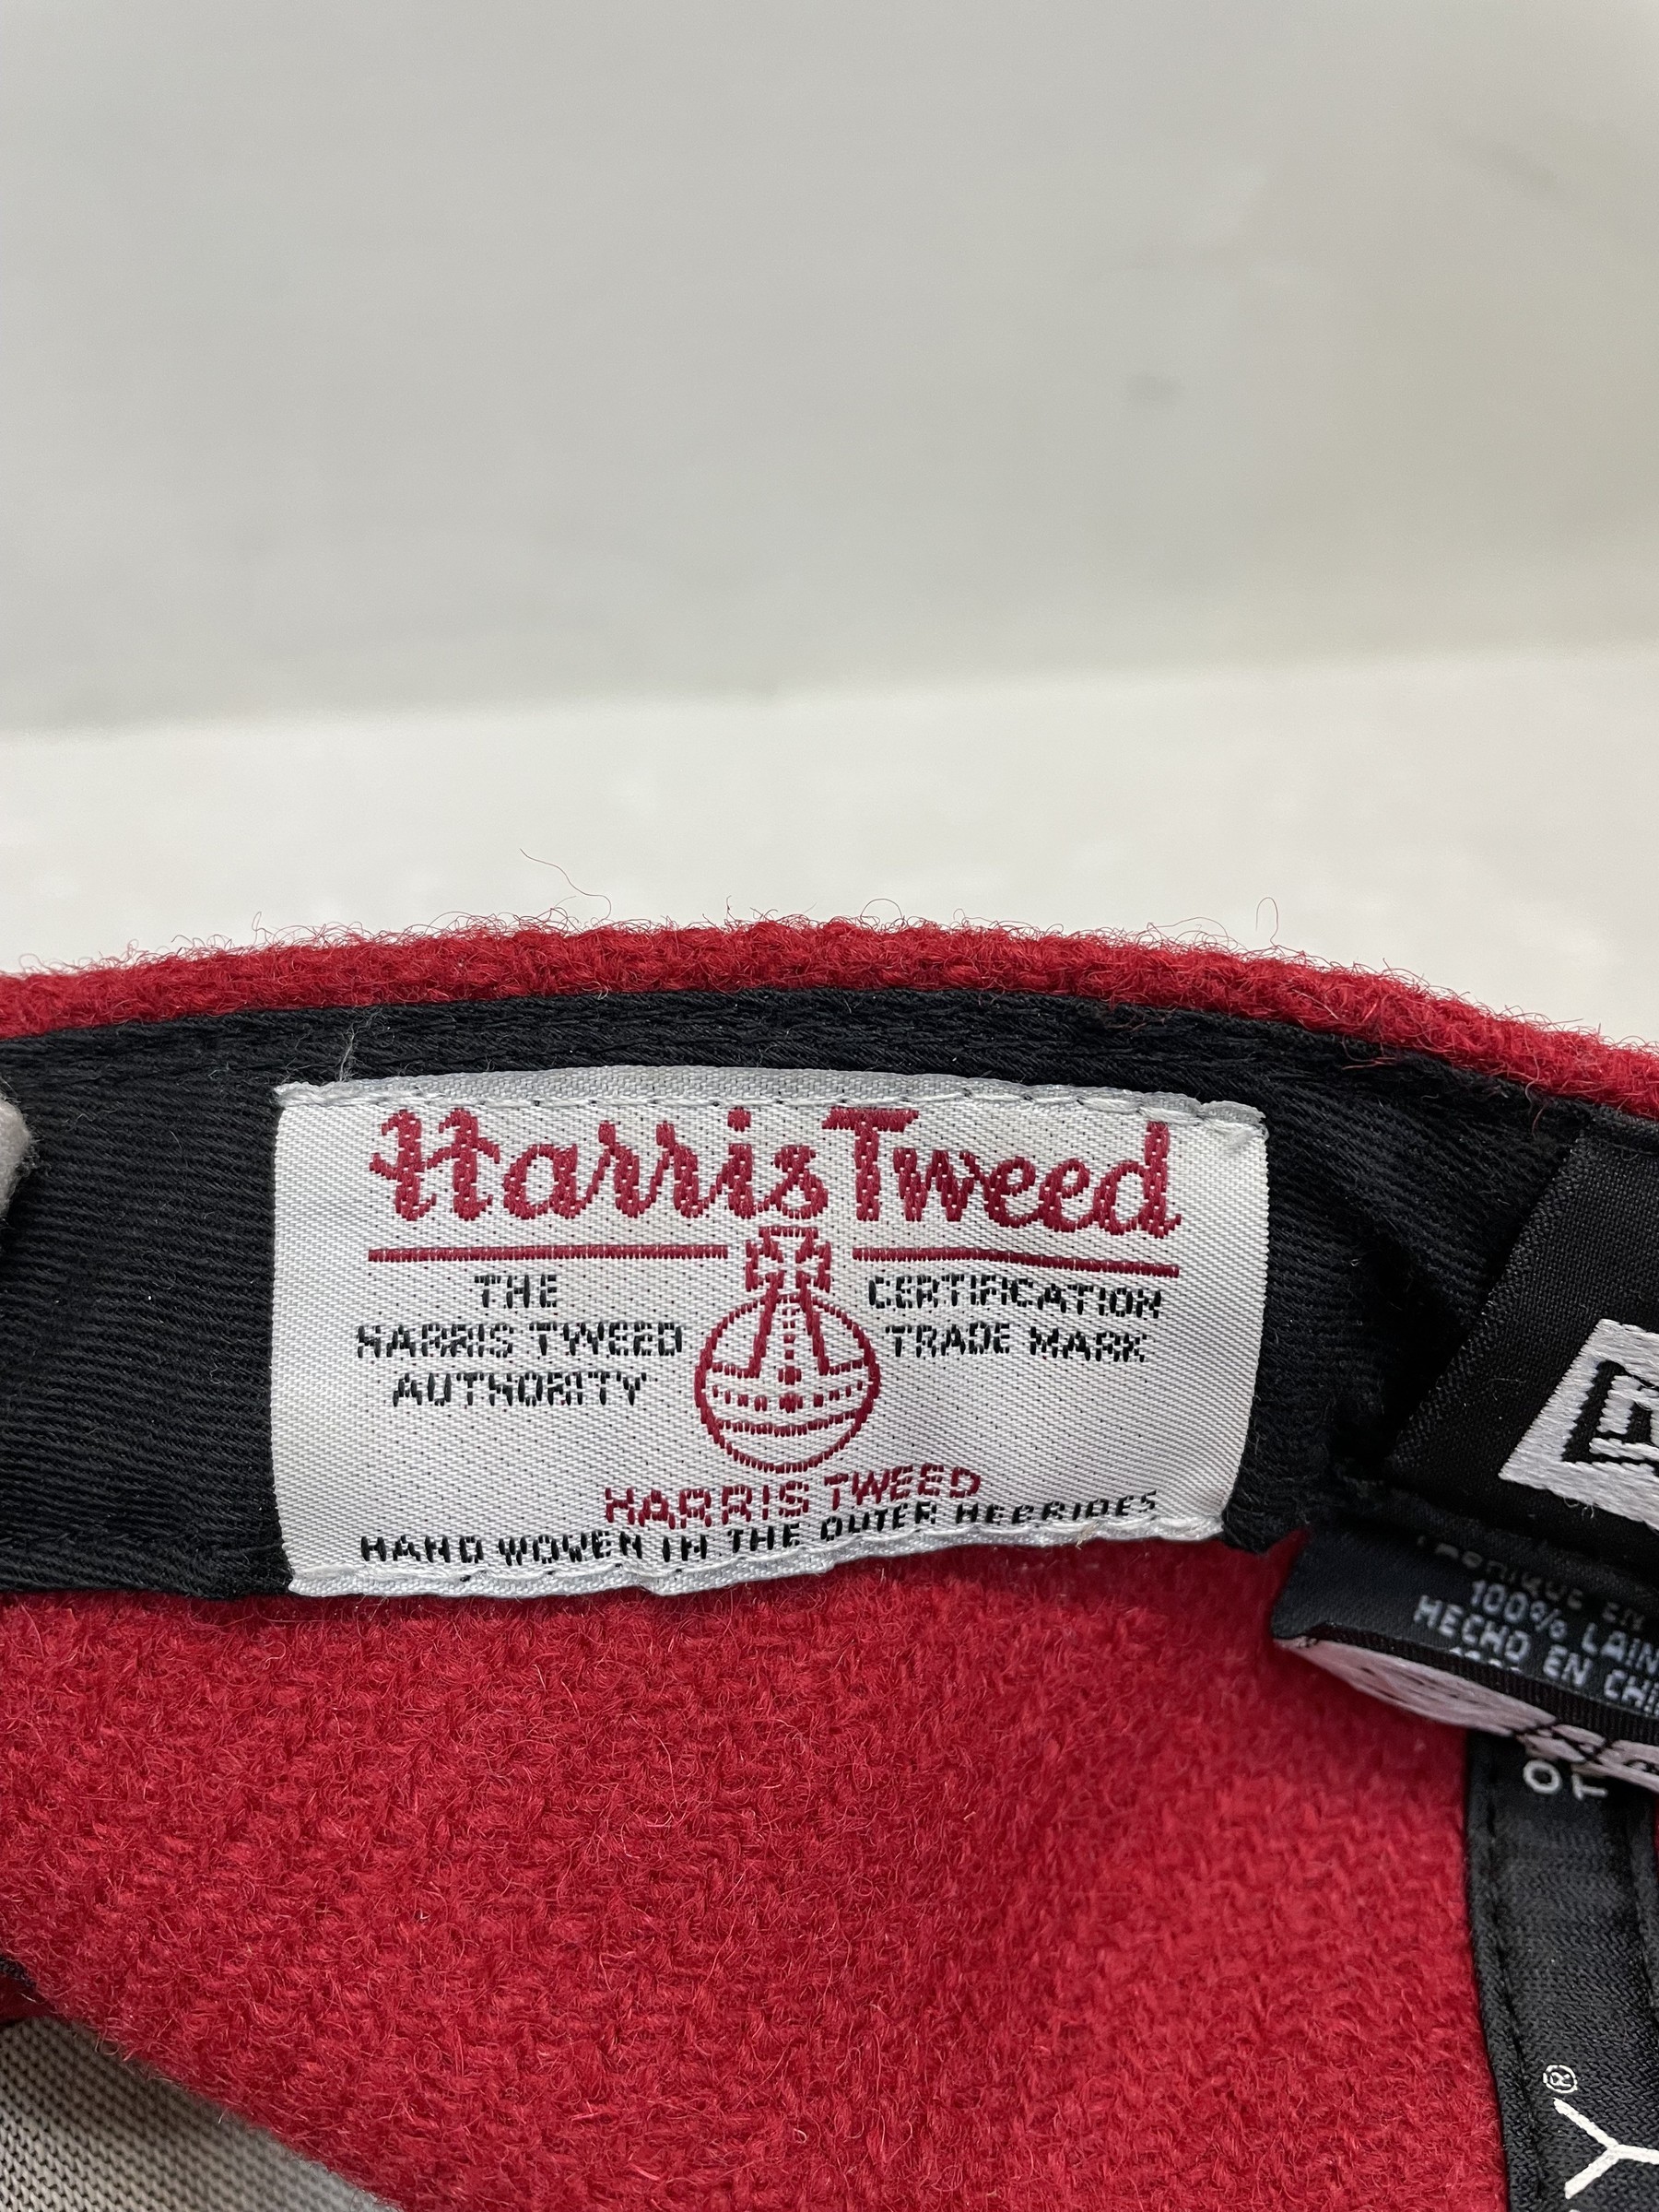 Harris Tweed
THE
HARRIS TWEED
AUTHORITY
CERTIFICATION
TRADE MARK
HARRIS TWEED
HAND WOVEN IN THE OUTER HEBRIDES
EN
100% LAIN
HECHO EN CHI
O
T
Y®